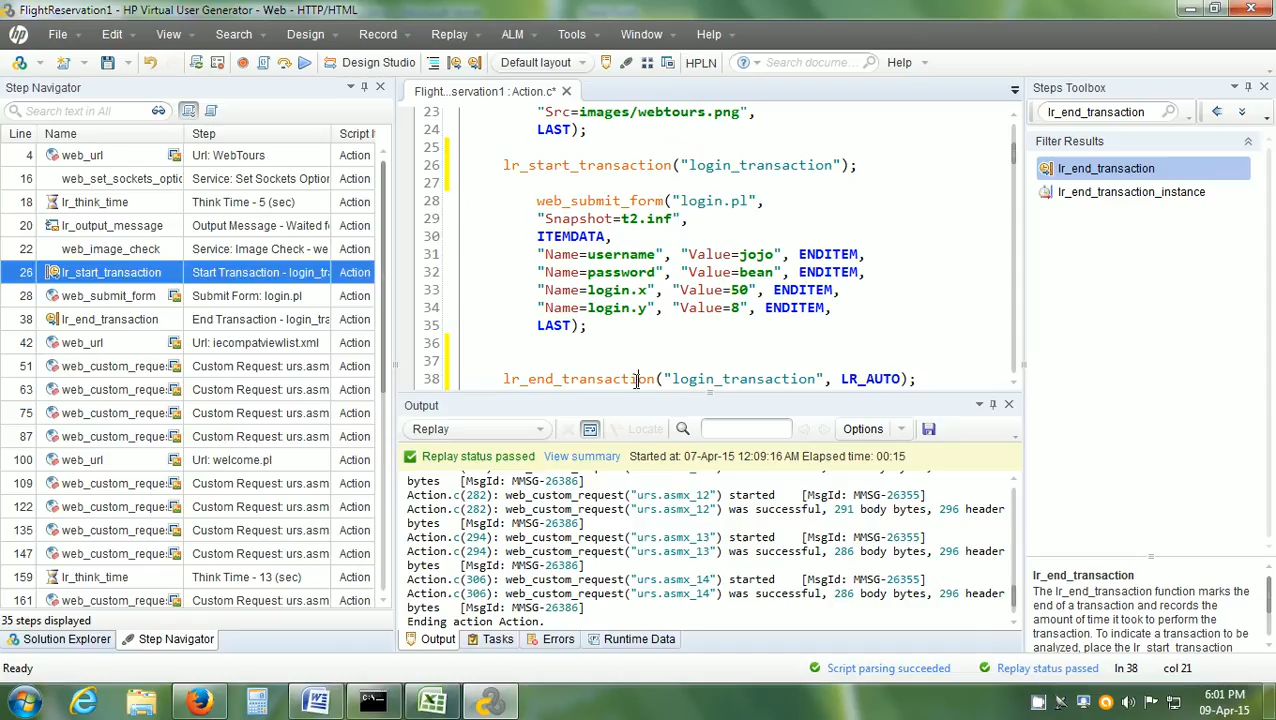 FlightReservation1 - HP Virtual User Generator - Web - HTTP/HTML
File Edit View Search Design Record Replay ALM Tools Window Help
Design Studio Default layout HPLN Search docume... Help
Step Navigator
Search text in All
Line Name Step Script I
4 web_url Url: WebTours Action
16 web_set_sockets_optic Service: Set Sockets Option Action
18 lr_think_time Think Time - 5 (sec) Action
20 lr_output_message Output Message - Waited f Action
22 web_image_check Service: Image Check - we Action
26 lr_start_transaction Start Transaction - login_tr Action
28 web_submit_form Submit Form: login.pl Action
38 lr_end_transaction End Transaction - login_tra Action
42 web_url Url: iecompatviewlist.xml Action
51 web_custom_reque Custom Request: urs.asm Action
63 web_custom_reque Custom Request: urs.asm Action
75 web_custom_reque Custom Request: urs.asm Action
87 web_custom_reque Custom Request: urs.asm Action
100 web_url Url: welcome.pl Action
109 web_custom_reque Custom Request: urs.asm Action
122 web_custom_reque Custom Request: urs.asm Action
135 web_custom_reque Custom Request: urs.asm Action
147 web_custom_reque Custom Request: urs.asm Action
159 lr_think_time Think Time - 13 (sec) Action
161 web_custom_reque Custom Request: urs.asm Action
35 steps displayed
Solution Explorer Step Navigator
Flight...servation1 : Action.c*
23 "Src=images/webtours.png",
24 LAST);
25
26 lr_start_transaction("login_transaction");
27
28 web_submit_form("login.pl",
29 "Snapshot=t2.inf",
30 ITEMDATA,
31 "Name=username", "Value=jojo", ENDITEM,
32 "Name=password", "Value=bean", ENDITEM,
33 "Name=login.x", "Value=50", ENDITEM,
34 "Name=login.y", "Value=8", ENDITEM,
35 LAST);
36
37
38 lr_end_transaction("login_transaction", LR_AUTO);
Output
Replay Locate Options
Replay status passed View summary Started at: 07-Apr-15 12:09:16 AM Elapsed time: 00:15
bytes [MsgId: MMSG-26386]
Action.c(282): web_custom_request("urs.asmx_12") started [MsgId: MMSG-26355]
Action.c(282): web_custom_request("urs.asmx_12") was successful, 291 body bytes, 296 header
bytes [MsgId: MMSG-26386]
Action.c(294): web_custom_request("urs.asmx_13") started [MsgId: MMSG-26355]
Action.c(294): web_custom_request("urs.asmx_13") was successful, 286 body bytes, 296 header
bytes [MsgId: MMSG-26386]
Action.c(306): web_custom_request("urs.asmx_14") started [MsgId: MMSG-26355]
Action.c(306): web_custom_request("urs.asmx_14") was successful, 286 body bytes, 296 header
bytes [MsgId: MMSG-26386]
Ending action Action.
Output Tasks Errors Runtime Data
Steps Toolbox
lr_end_transaction
Filter Results
lr_end_transaction
lr_end_transaction_instance
lr_end_transaction
The lr_end_transaction function marks the
end of a transaction and records the
amount of time it took to perform the
transaction. To indicate a transaction to be
analyzed, place the lr_start_transaction
Ready Script parsing succeeded Replay status passed ln 38 col 21
6:01 PM
09-Apr-15